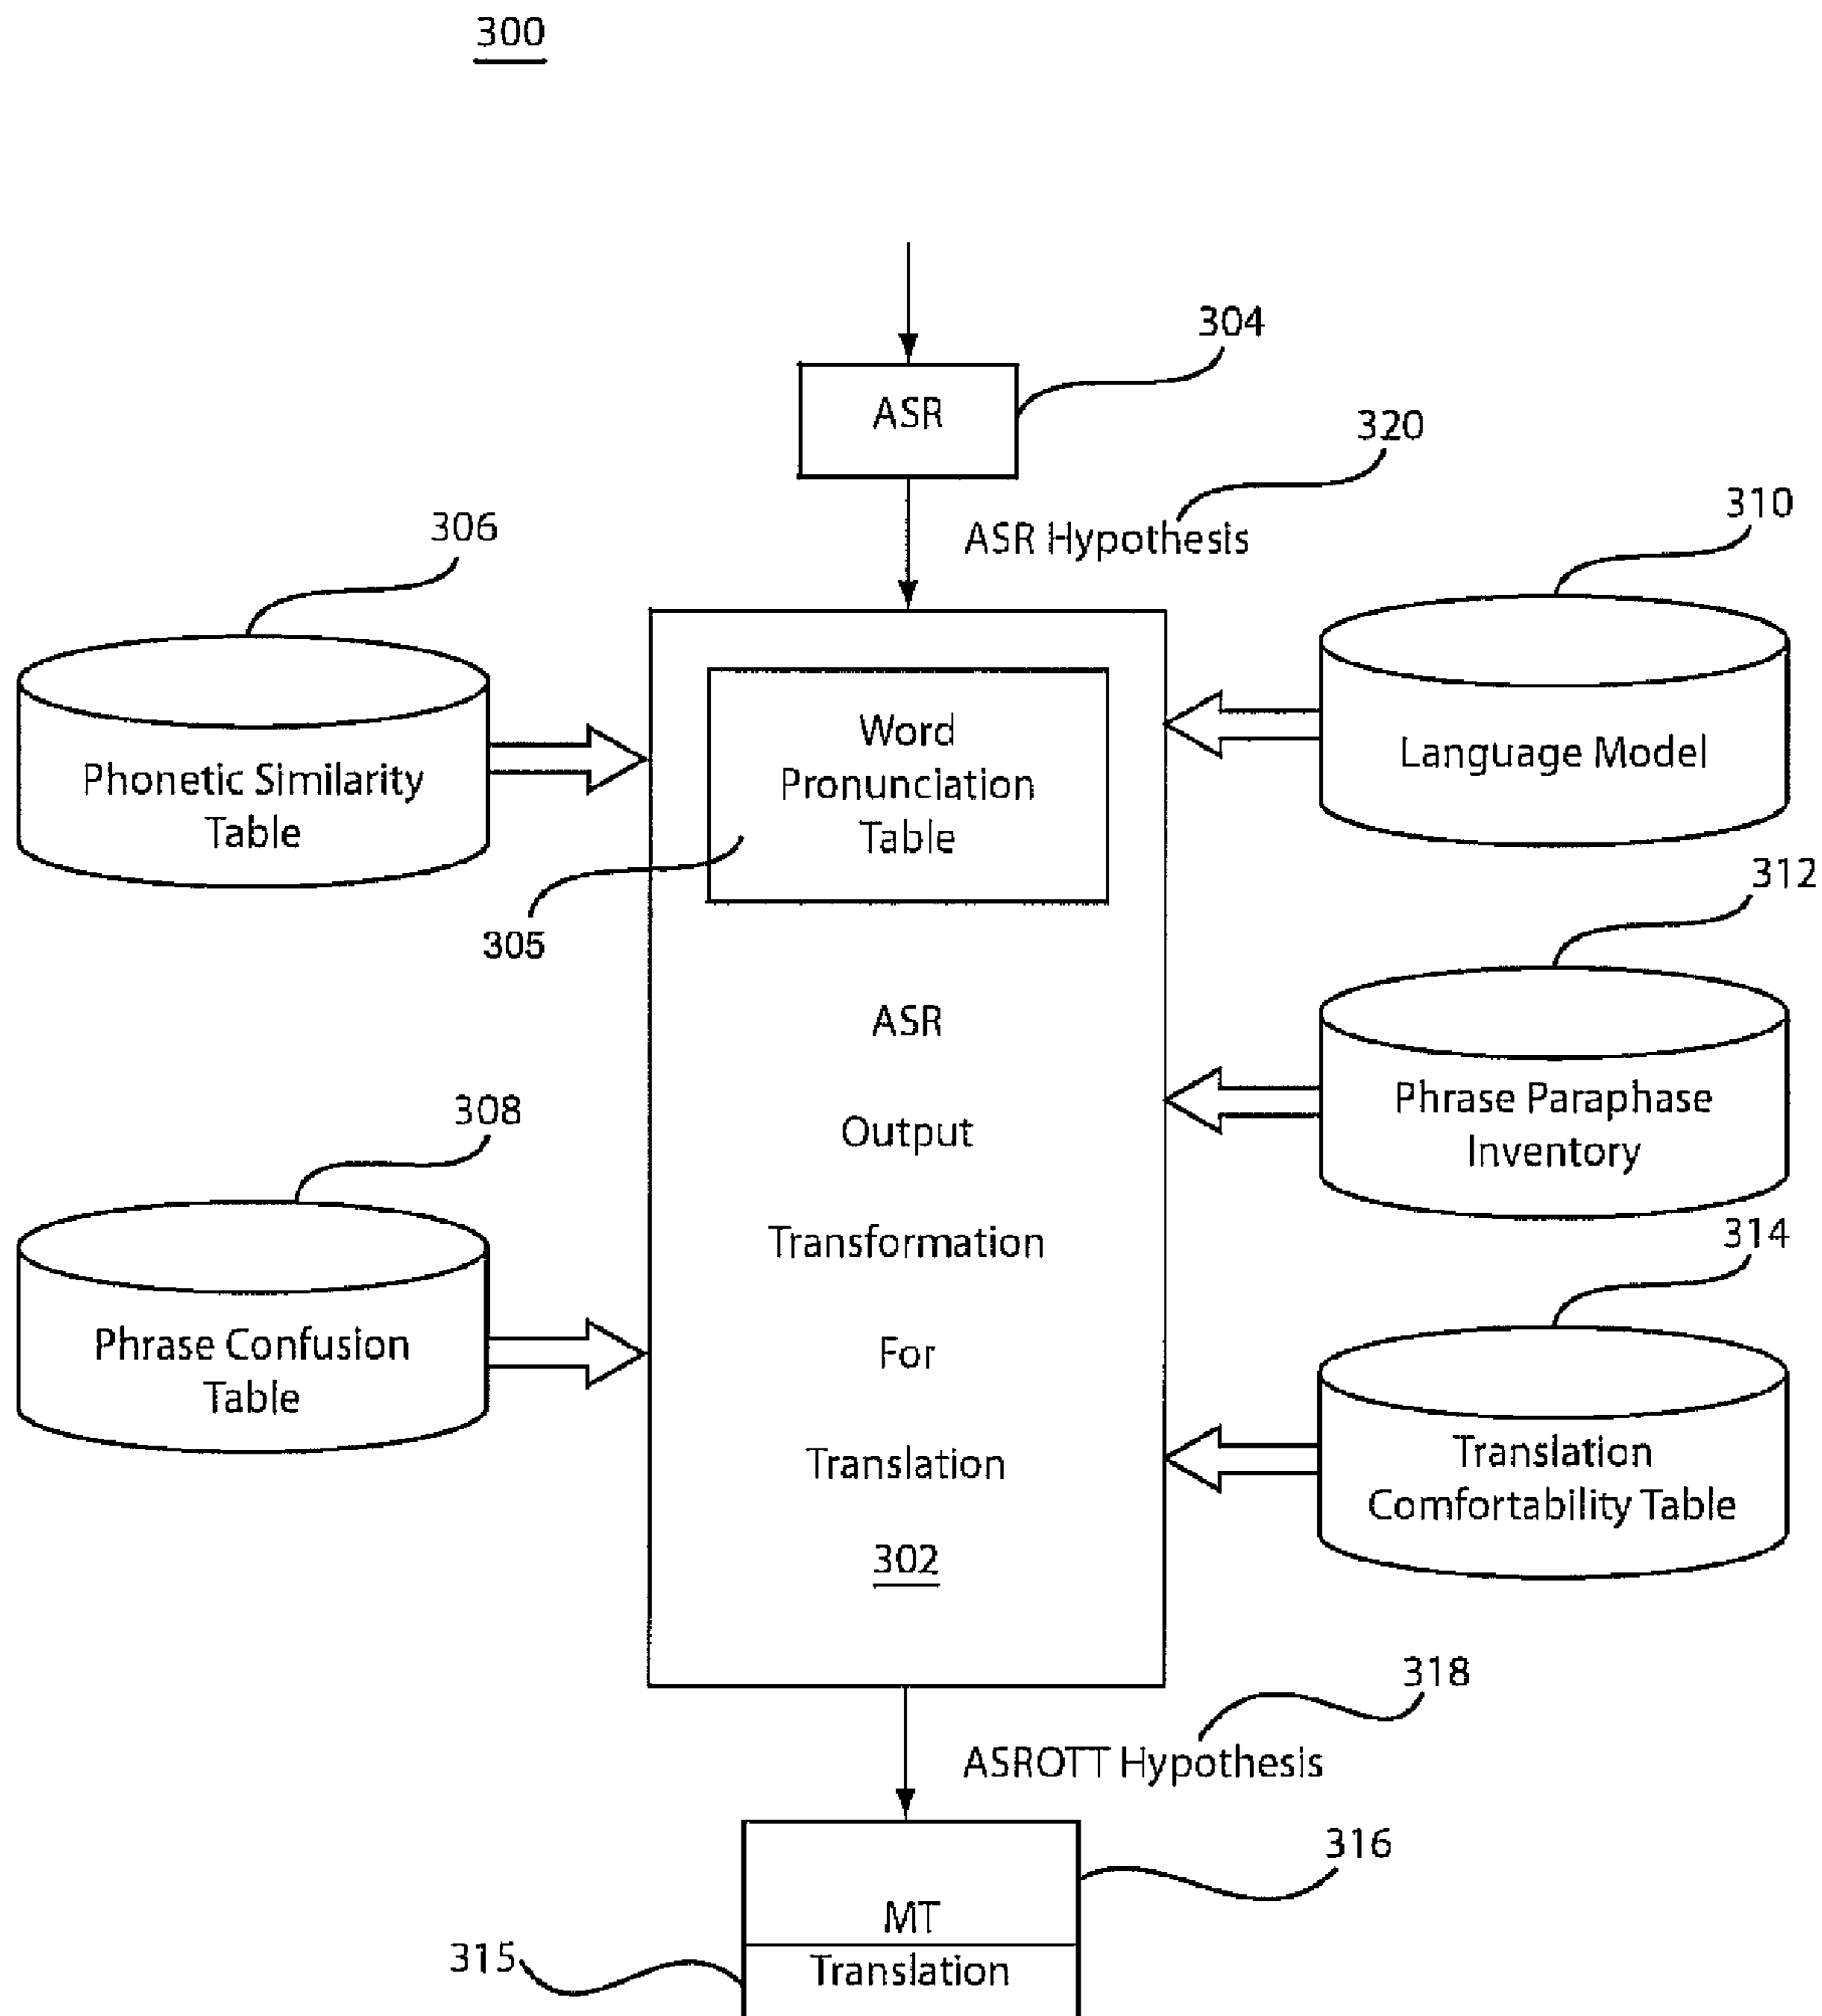 300
304
ASR
320
ASR Hypothesis
306
310
Phonetic Similarity
Table
Word
Pronunciation
Table
Language Model
305
312
ASR
Output
Transformation
For
Translation
302
Phrase Paraphase
Inventory
308
Phrase Confusion
Table
314
Translation
Comfortability Table
318
ASROTT Hypothesis
316
MT
315
Translation